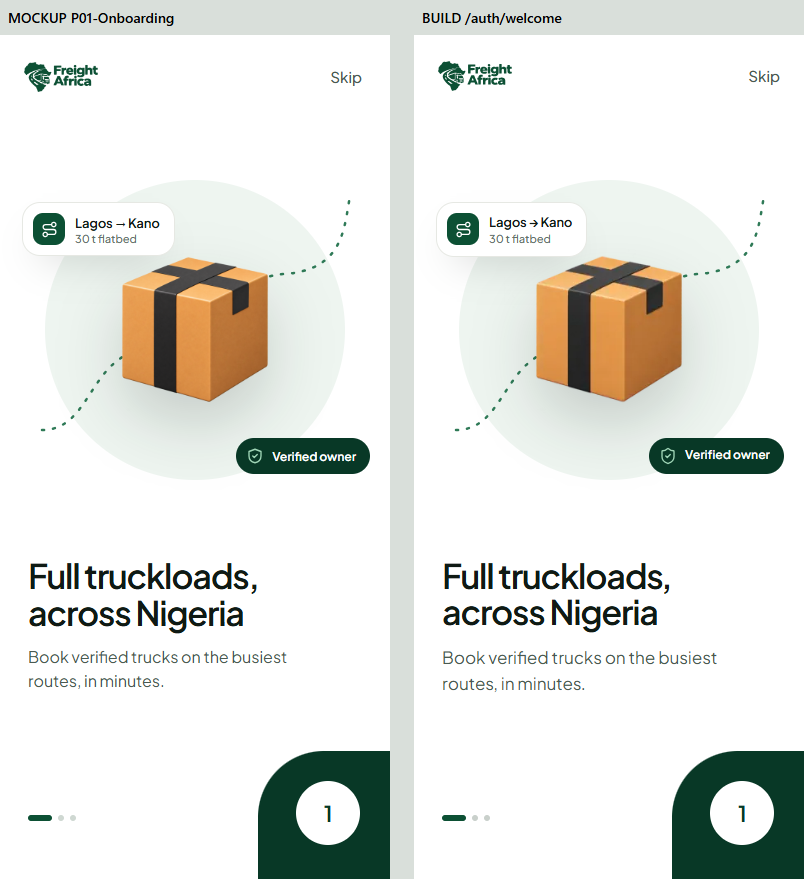 MOCKUP P01-Onboarding
Freight
Africa
Skip
Lagos → Kano
30 t flatbed
Verified owner
Full truckloads,
across Nigeria
Book verified trucks on the busiest
routes, in minutes.
1
BUILD /auth/welcome
Freight
Africa
Skip
Lagos → Kano
30 t flatbed
Verified owner
Full truckloads,
across Nigeria
Book verified trucks on the busiest
routes, in minutes.
1